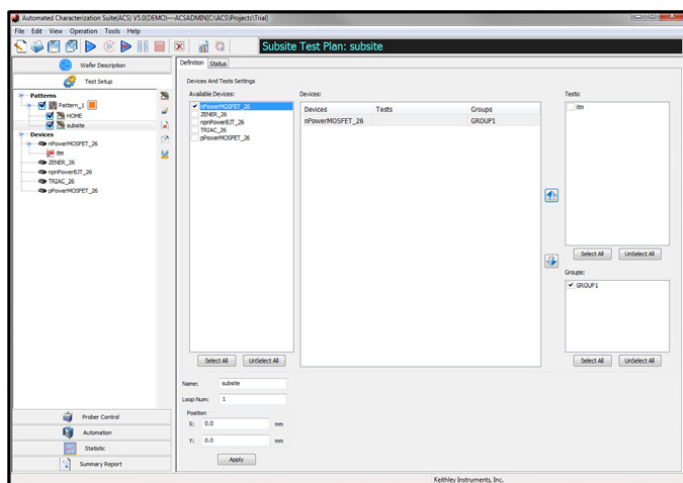 Automated Characterization Suite(ACS) V5.0(DEMO)---ACSADMIN[C:\ACS\Projects\Trial]
File Edit View Operation Tools Help
Subsite Test Plan: subsite
Wafer Description
Test Setup
Patterns
Pattern_1
HOME
subsite
Devices
nPowerMOSFET_26
itm
ZENER_26
npnPowerBJT_26
TRIAC_26
pPowerMOSFET_26
Prober Control
Automation
Statistic
Summary Report
Definition Status
Devices And Tests Settings
Available Devices:
nPowerMOSFET_26
ZENER_26
npnPowerBJT_26
TRIAC_26
pPowerMOSFET_26
Select All UnSelect All
Devices:
Devices Tests Groups
nPowerMOSFET_26 GROUP1
Tests:
itm
Select All UnSelect All
Groups:
GROUP1
Select All UnSelect All
Name: subsite
Loop Num: 1
Position
X: 0.0 mm
Y: 0.0 mm
Apply
Keithley Instruments, Inc.